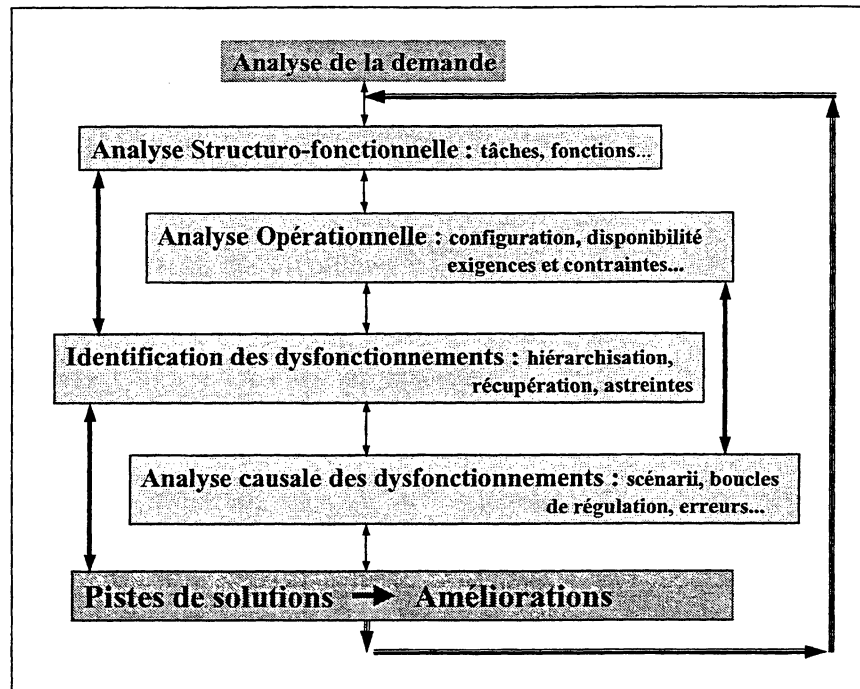 Analyse de la demande
Analyse Structuro-fonctionnelle : tâches, fonctions...
Analyse Opérationnelle : configuration, disponibilité
exigences et contraintes...
Identification des dysfonctionnements : hiérarchisation,
récupération, astreintes
Analyse causale des dysfonctionnements : scénarii, boucles
de régulation, erreurs...
Pistes de solutions → Améliorations